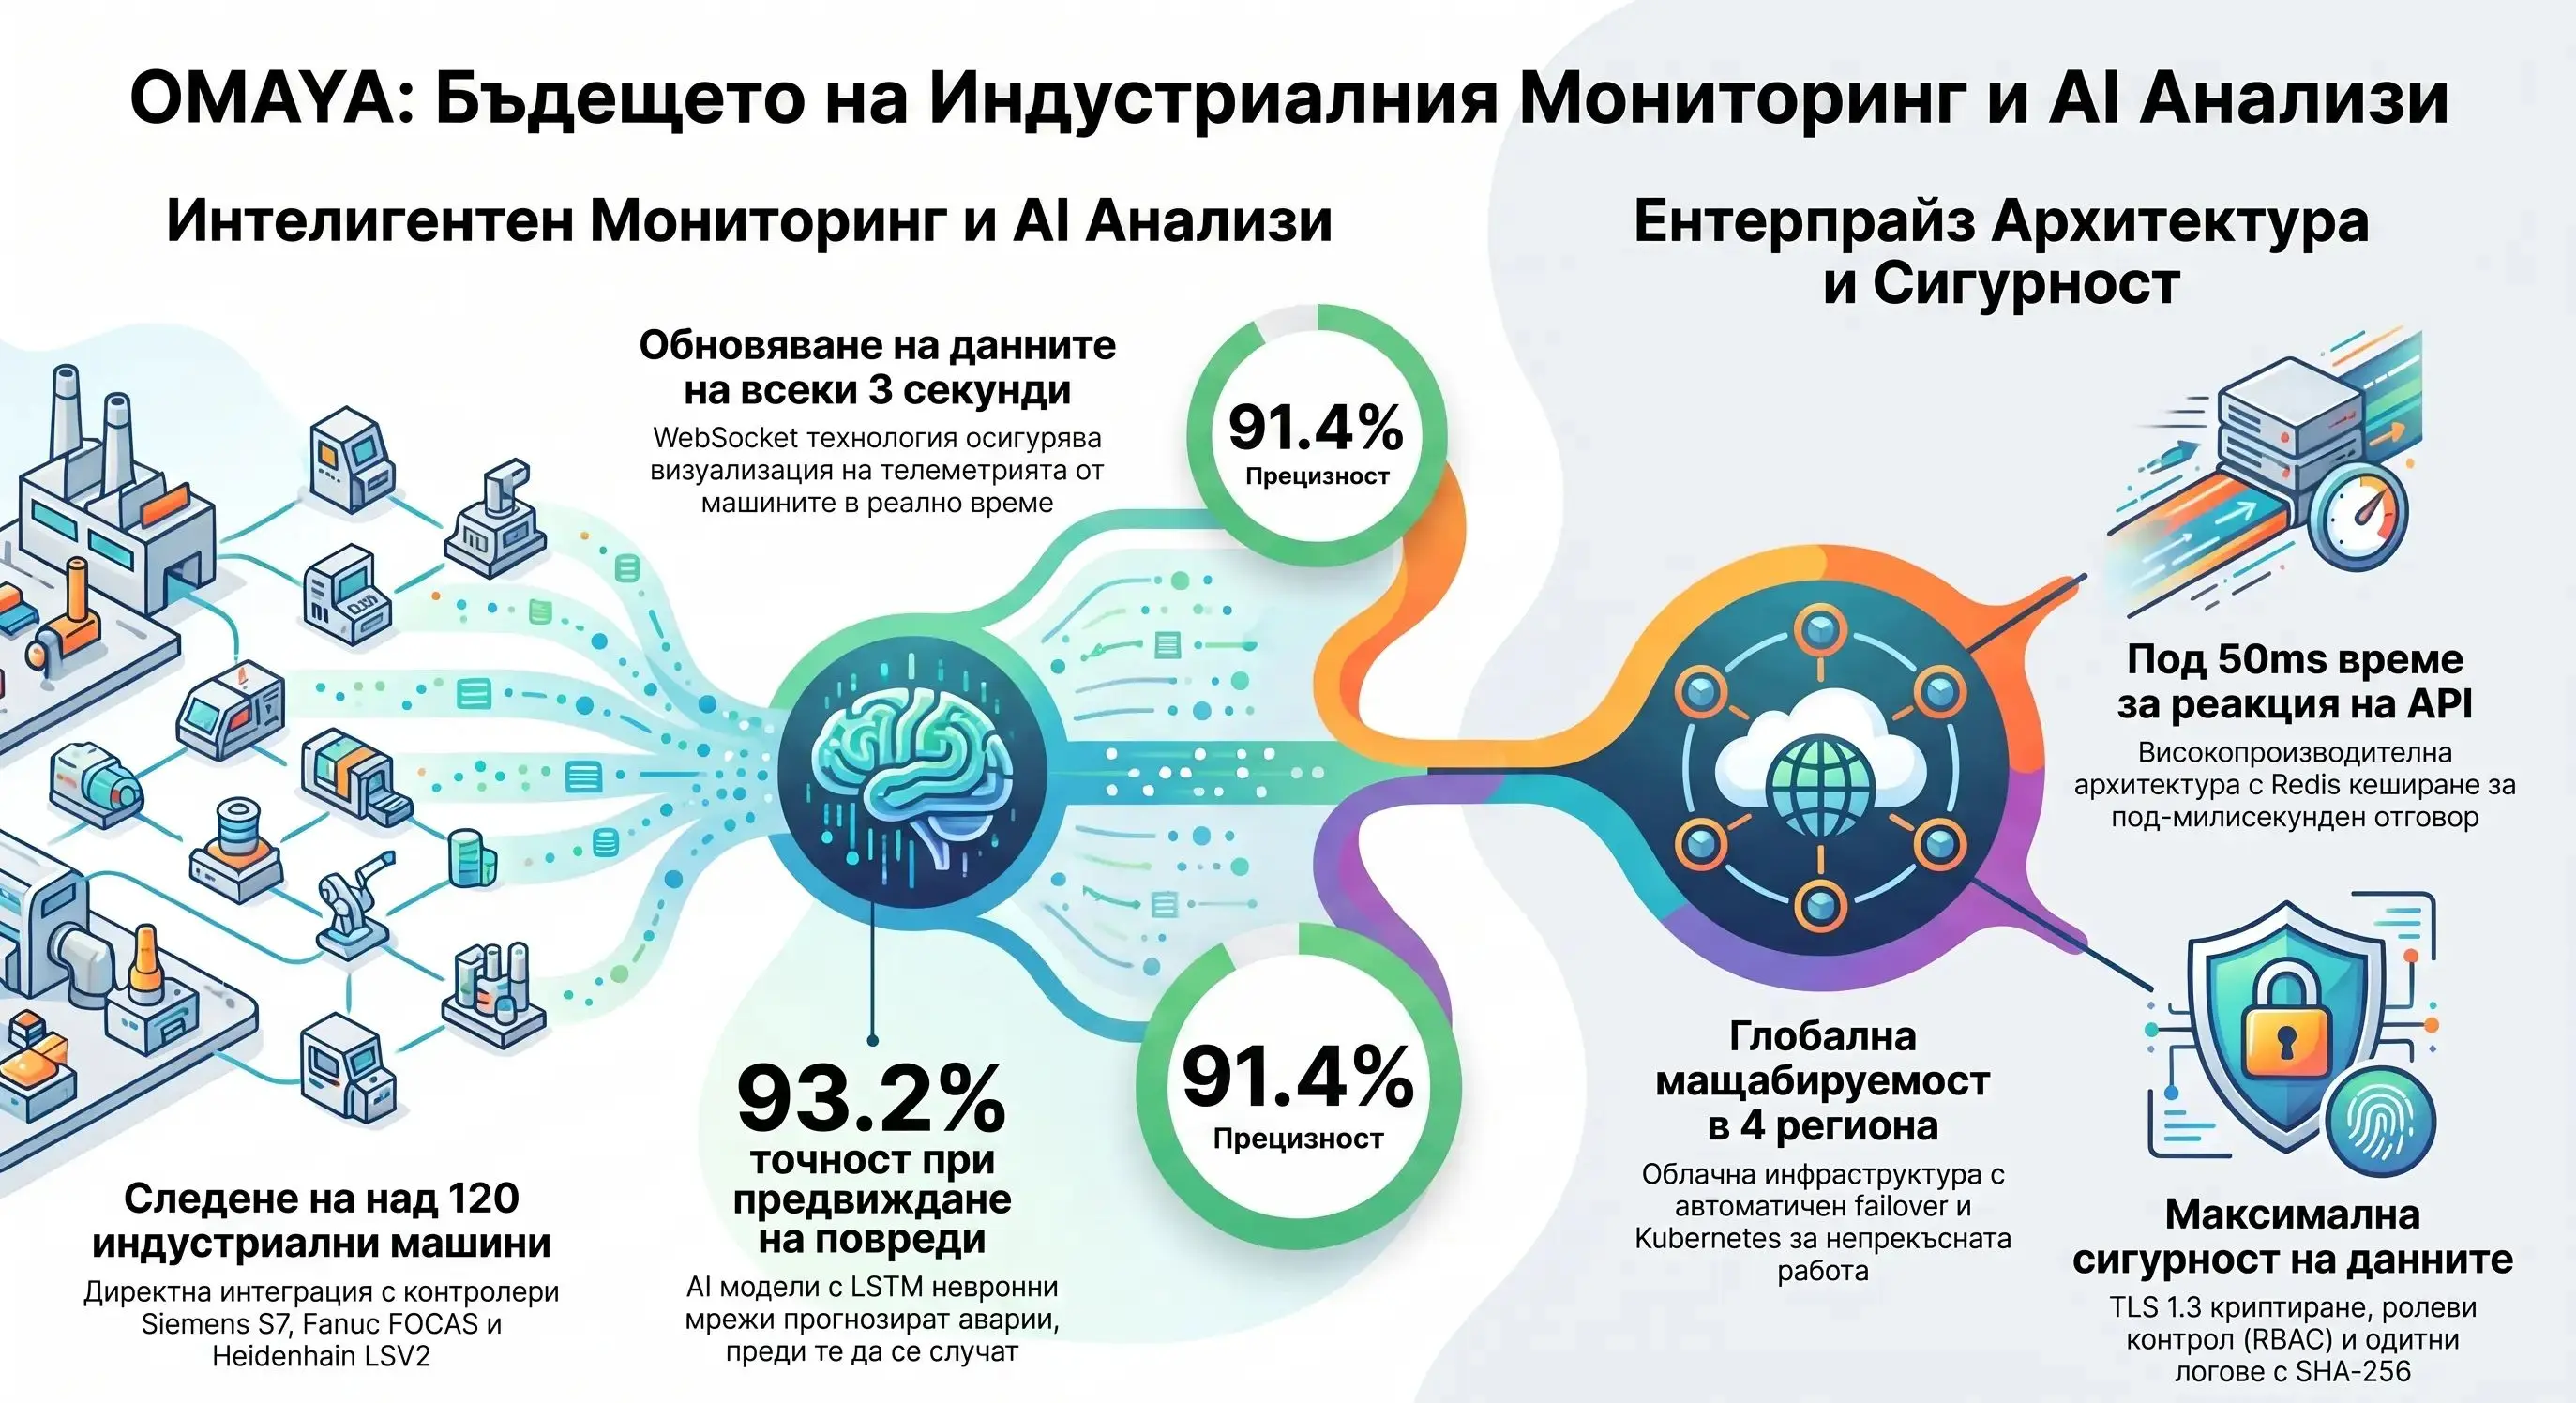 OMAYA: Бъдещето на Индустриалния Мониторинг и AI Анализи
Интелигентен Мониторинг и AI Анализи
Обновяване на данните
на всеки 3 секунди
WebSocket технология осигурява
визуализация на телеметрията от
машините в реално време
91.4%
Прецизност
Следене на над 120
индустриални машини
Директна интеграция с контролери
Siemens S7, Fanuc FOCAS и
Heidenhain LSV2
93.2%
точност при
предвиждане
на повреди
AI модели с LSTM невронни
мрежи прогнозират аварии,
преди те да се случат
91.4%
Прецизност
Ентерпрайз Архитектура
и Сигурност
Под 50ms време
за реакция на API
Високопроизводителна
архитектура с Redis кеширане за
под-милисекунден отговор
Глобална
мащабируемост
в 4 региона
Облачна инфраструктура с
автоматичен failover и
Kubernetes за непрекъсната
работа
Максимална
сигурност на данните
TLS 1.3 криптиране, ролеви
контрол (RBAC) и одитни
логове с SHA-256